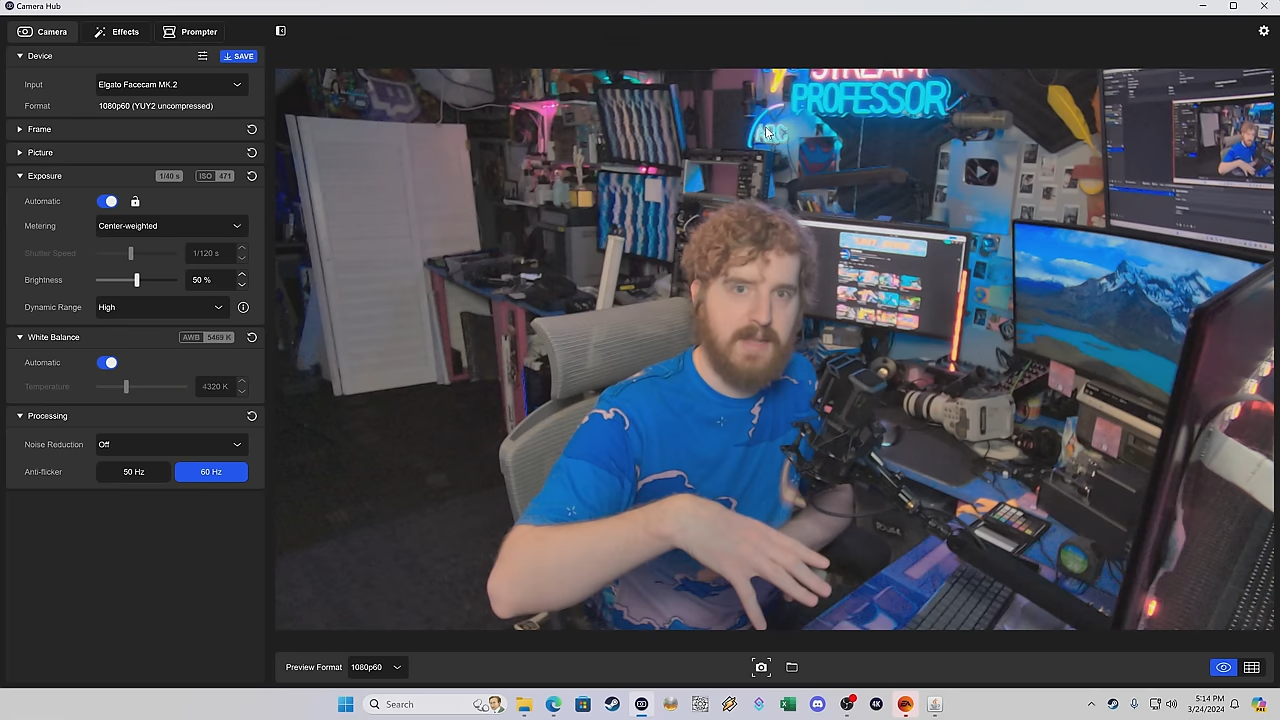 Camera Hub
Camera
Effects
Prompter
Device
SAVE
Input
Elgato Facecam MK.2
Format
1080p60 (YUY2 uncompressed)
Frame
Picture
Exposure
1/40 s
ISO 471
Automatic
Metering
Center-weighted
Shutter Speed
1/120 s
Brightness
50 %
Dynamic Range
High
White Balance
AWB 5469 K
Automatic
Temperature
4320 K
Processing
Noise Reduction
Off
Anti-flicker
50 Hz
60 Hz
STREAM
PROFESSOR
Preview Format
1080p60
Search
4K
5:14 PM
3/24/2024